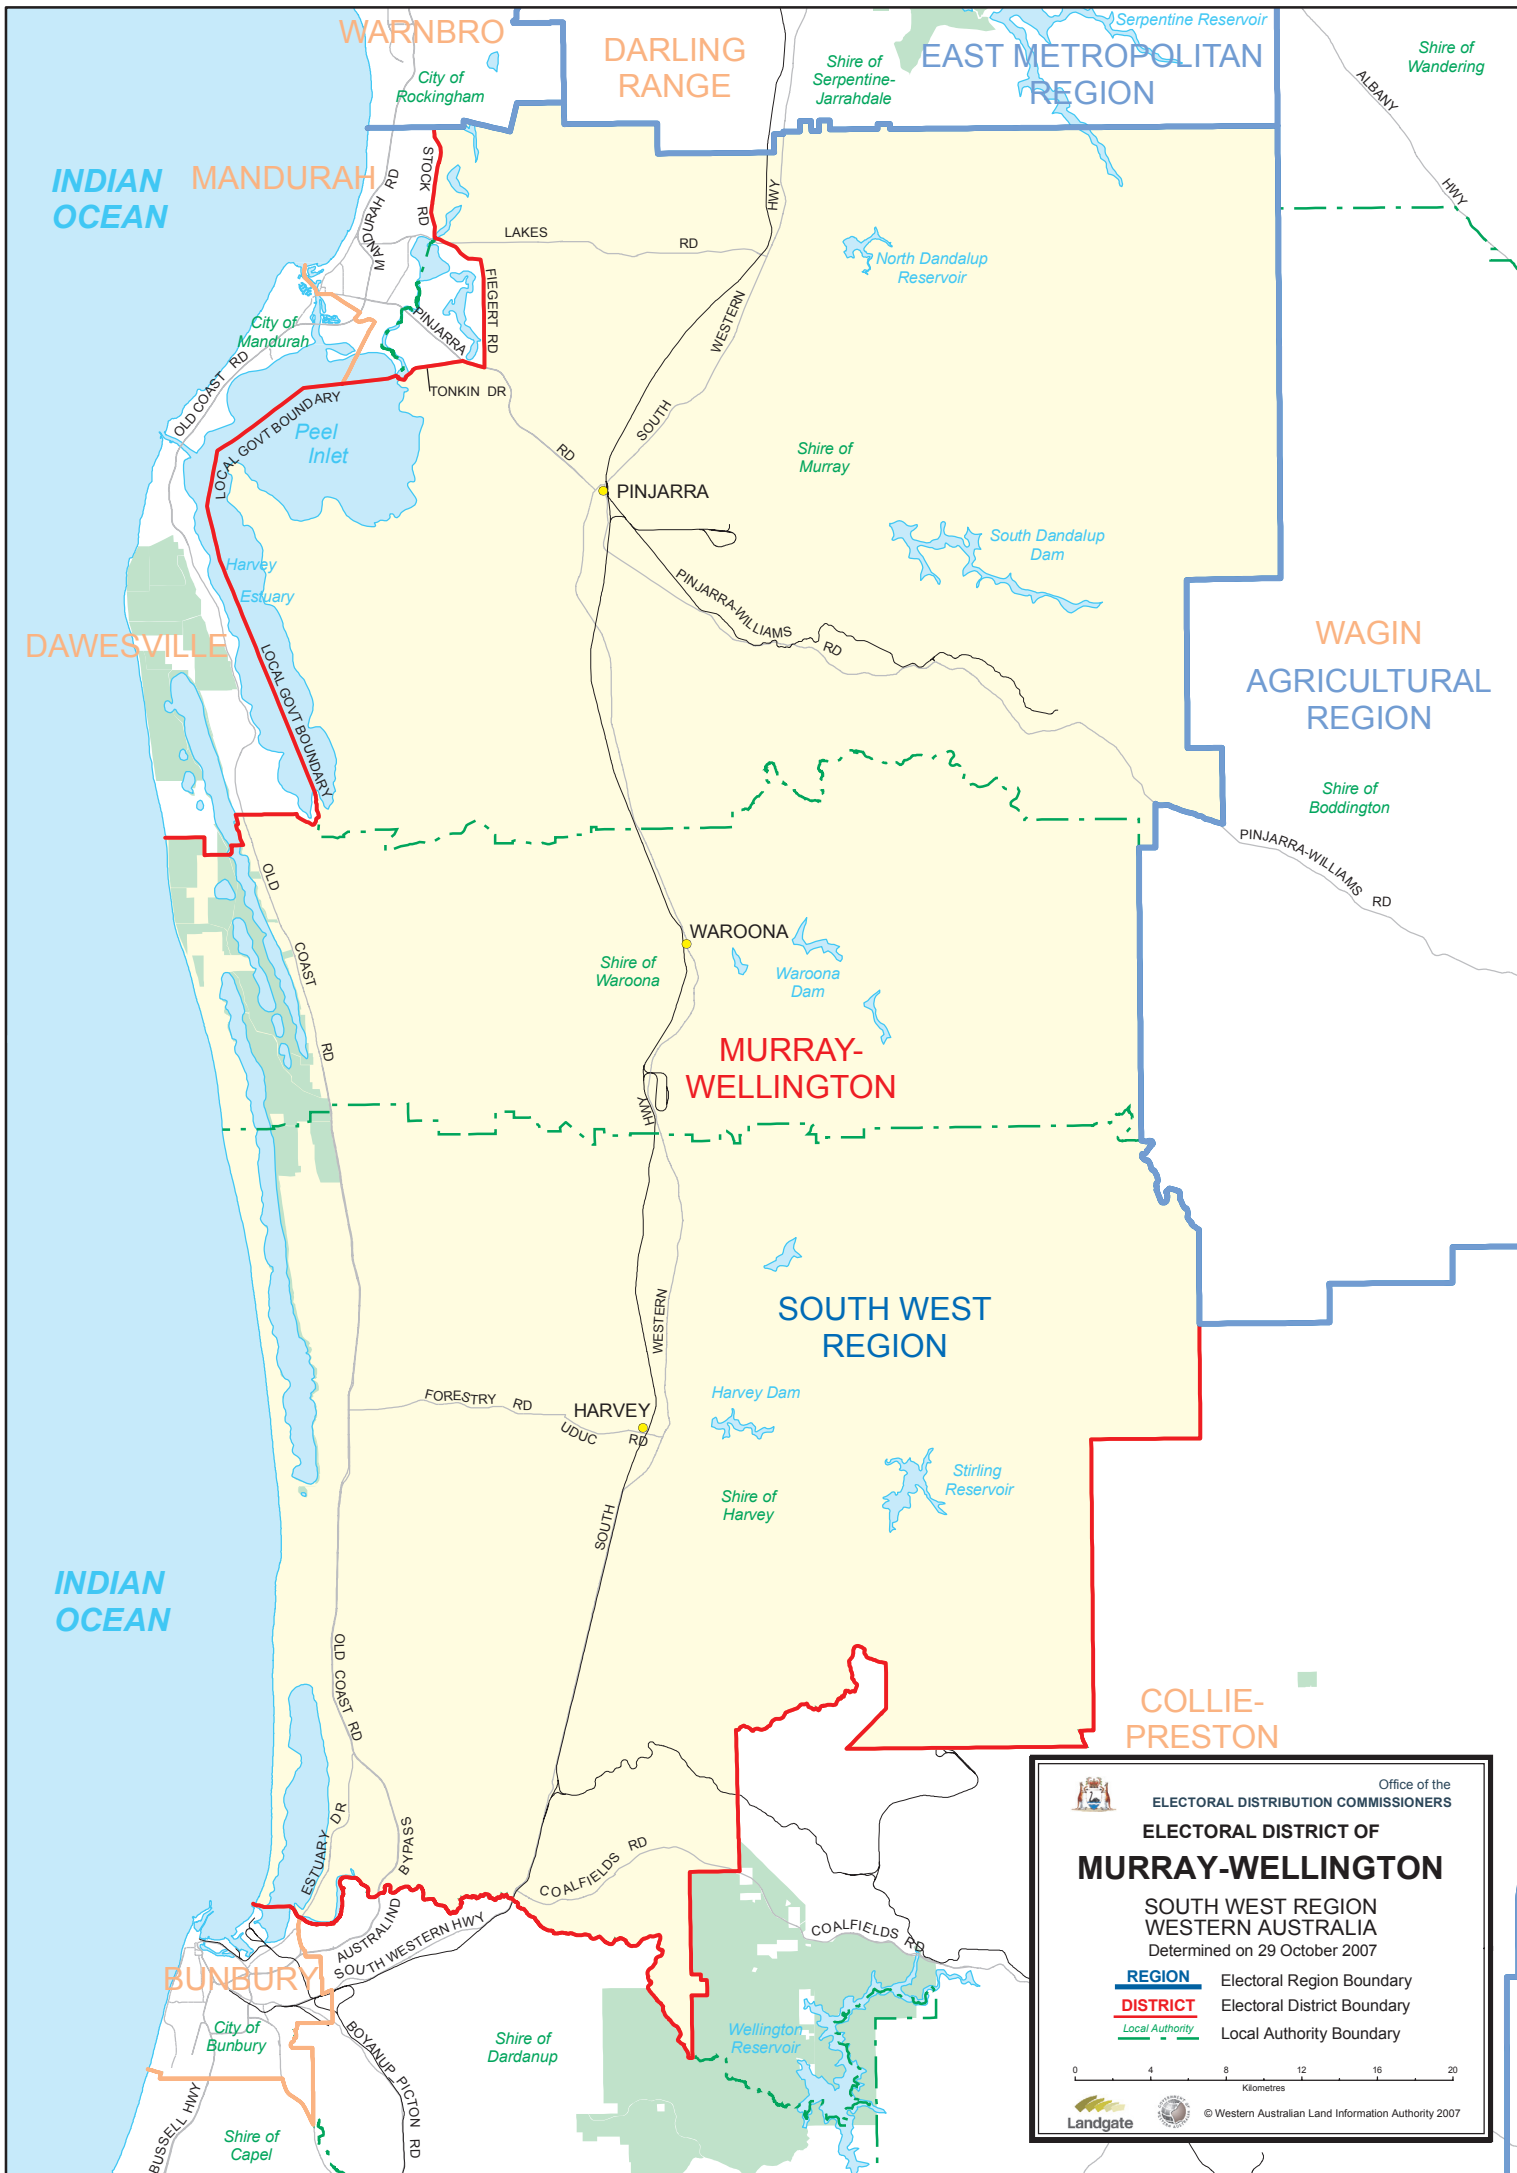 WARNBRO
City of
Rockingham
DARLING
RANGE
Shire of
Serpentine-
Jarrahdale
EAST METROPOLITAN
REGION
Serpentine Reservoir
Shire of
Wandering
ALBANY
HWY
INDIAN
OCEAN
MANDURAH
MANDURAH RD
STOCK RD
LAKES RD
HWY
North Dandalup
Reservoir
City of
Mandurah
PINJARRA
FIEGERT RD
WESTERN
OLD COAST RD
TONKIN DR
LOCAL GOVT BOUNDARY
Peel
Inlet
RD
SOUTH
Shire of
Murray
PINJARRA
South Dandalup
Dam
Harvey
Estuary
PINJARRA-WILLIAMS RD
DAWESVILLE
LOCAL GOVT BOUNDARY
WAGIN
AGRICULTURAL
REGION
Shire of
Boddington
PINJARRA-WILLIAMS RD
OLD
COAST
RD
WAROONA
Shire of
Waroona
Waroona
Dam
MURRAY-
WELLINGTON
HWY
SOUTH WEST
REGION
WESTERN
FORESTRY RD
HARVEY
UDUC RD
Harvey Dam
Stirling
Reservoir
Shire of
Harvey
SOUTH
INDIAN
OCEAN
OLD COAST RD
COLLIE-
PRESTON
ESTUARY DR
BYPASS
AUSTRALIND
COALFIELDS RD
SOUTH WESTERN HWY
COALFIELDS RD
BUNBURY
City of
Bunbury
BOYANUP PICTON RD
Shire of
Dardanup
Wellington
Reservoir
BUSSELL HWY
Shire of
Capel
Office of the
ELECTORAL DISTRIBUTION COMMISSIONERS
ELECTORAL DISTRICT OF
MURRAY-WELLINGTON
SOUTH WEST REGION
WESTERN AUSTRALIA
Determined on 29 October 2007
REGION Electoral Region Boundary
DISTRICT Electoral District Boundary
Local Authority Local Authority Boundary
0 4 8 12 16 20
Kilometres
Landgate
© Western Australian Land Information Authority 2007